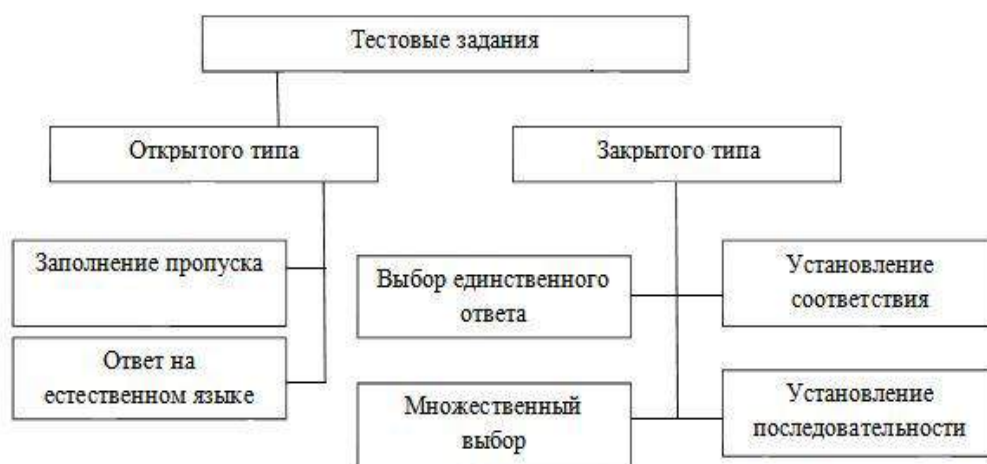 Тестовые задания
Открытого типа
Закрытого типа
Заполнение пропуска
Ответ на
естественном языке
Выбор единственного
ответа
Установление
соответствия
Множественный
выбор
Установление
последовательности